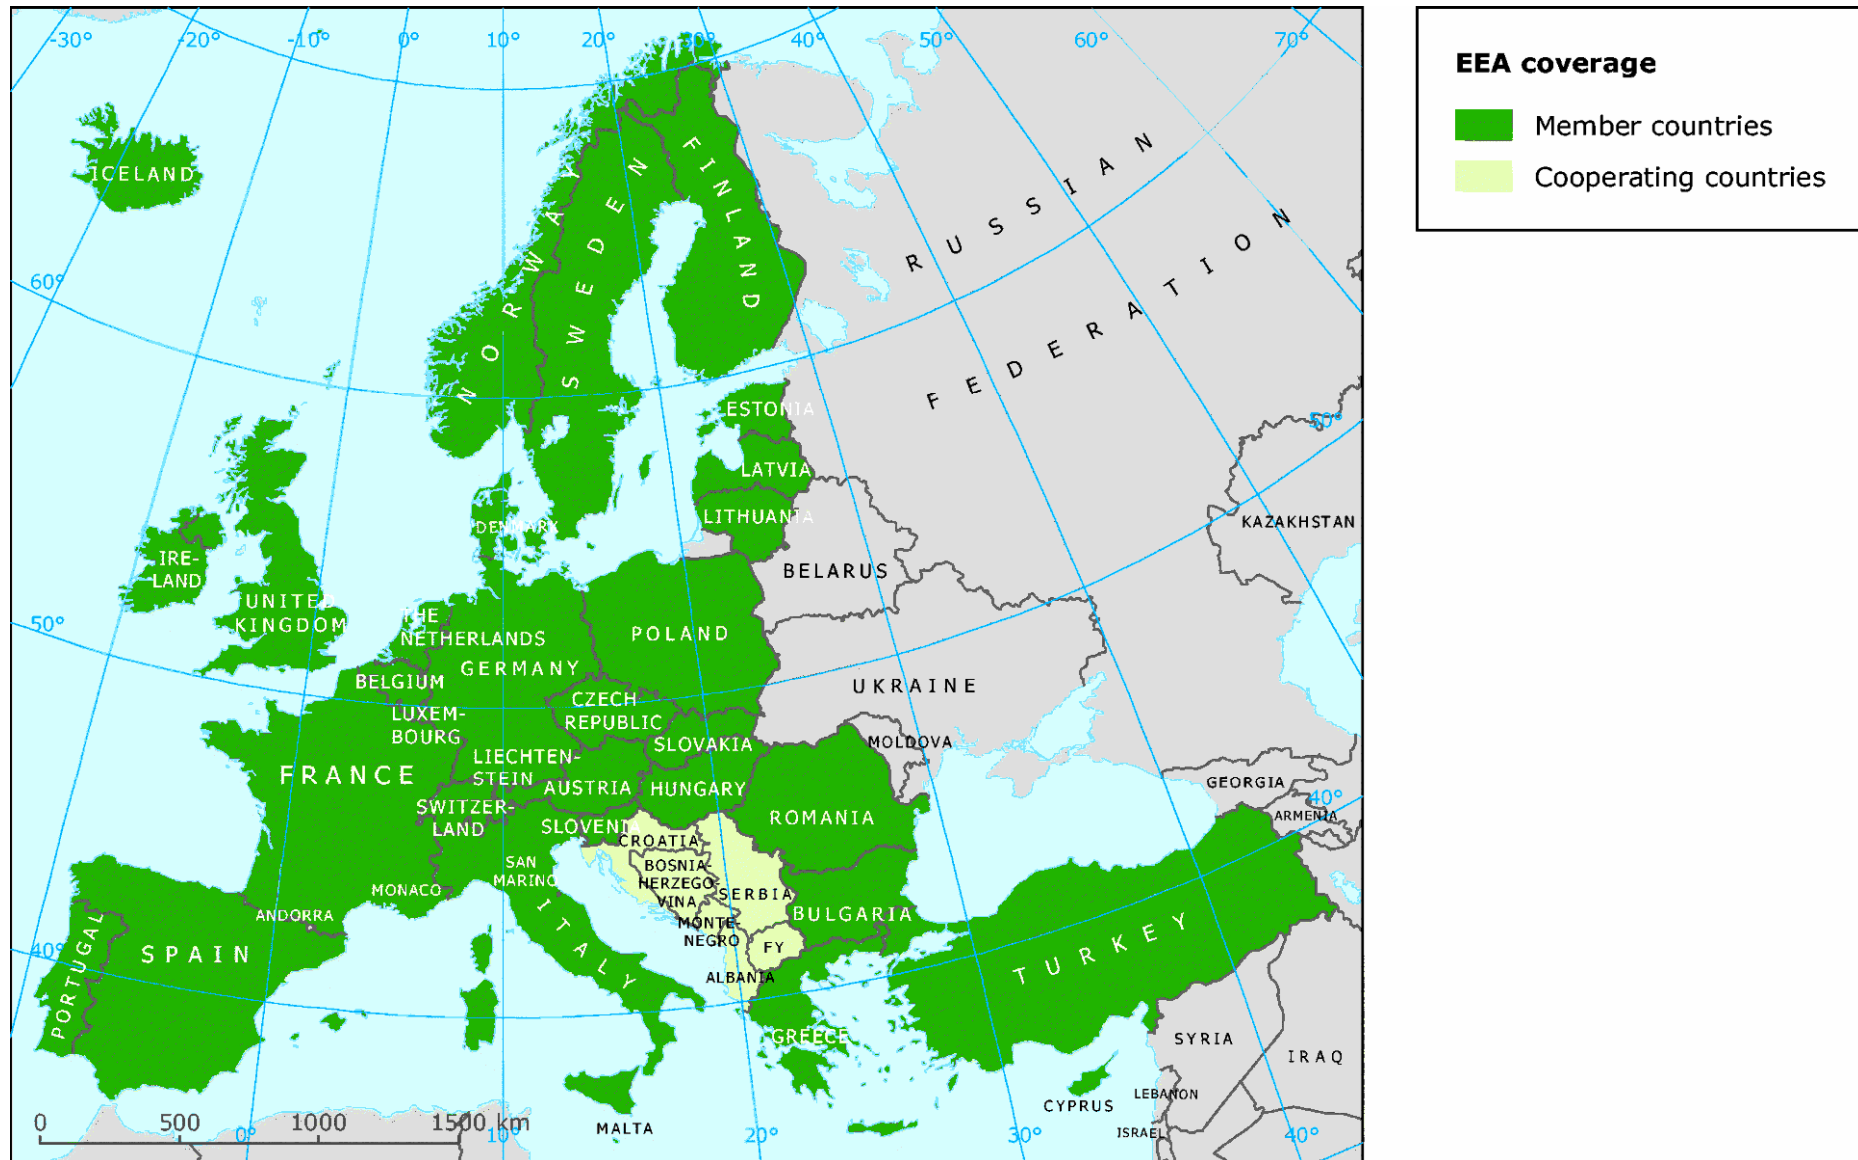 -30°
-20°
-10°
0°
10°
20°
30°
40°
50°
60°
70°
EEA coverage
Member countries
Cooperating countries
ICELAND
NORWAY
SWEDEN
FINLAND
RUSSIAN
FEDERATION
60°
50°
ESTONIA
LATVIA
LITHUANIA
DENMARK
KAZAKHSTAN
IRE-
LAND
BELARUS
UNITED
KINGDOM
50°
THE
NETHERLANDS
POLAND
GERMANY
BELGIUM
UKRAINE
LUXEM-
BOURG
CZECH
REPUBLIC
SLOVAKIA
MOLDOVA
LIECHTEN-
STEIN
FRANCE
AUSTRIA
HUNGARY
GEORGIA
40°
SWITZER-
LAND
ROMANIA
ARMENIA
SLOVENIA
CROATIA
SAN
MARINO
BOSNIA-
HERZEGO-
VINA
SERBIA
MONACO
ANDORRA
BULGARIA
MONTE-
NEGRO
FY
ITALY
PORTUGAL
SPAIN
40°
TURKEY
ALBANIA
GREECE
SYRIA
IRAQ
LEBANON
CYPRUS
MALTA
ISRAEL
0
500
1000
1500 km
0°
10°
20°
30°
40°